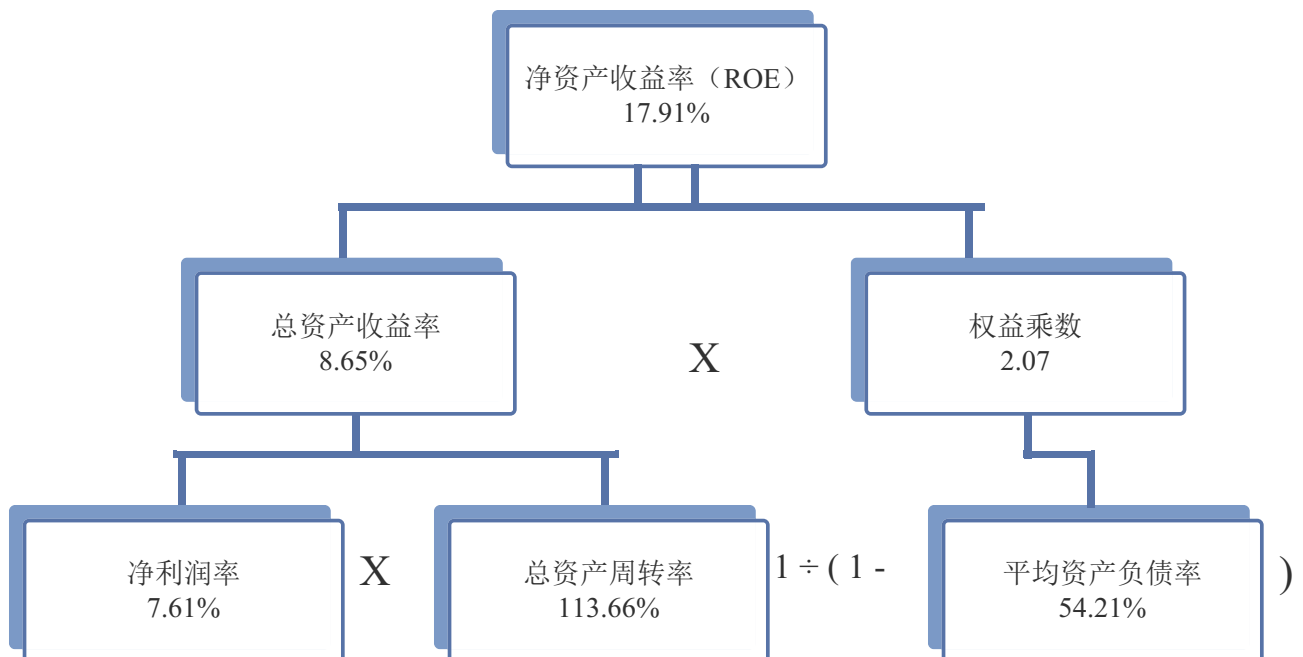 净资产收益率（ROE）
17.91%
总资产收益率
8.65%
X
权益乘数
2.07
净利润率
7.61%
X
总资产周转率
113.66%
1 ÷ ( 1 -
平均资产负债率
54.21%
)